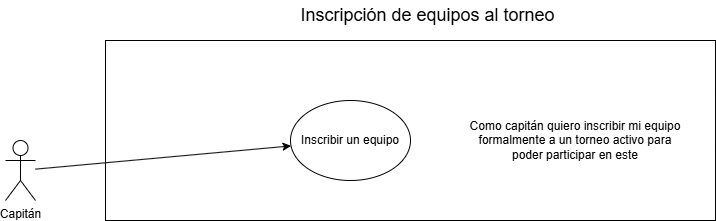 Inscripción de equipos al torneo
Inscribir un equipo
Como capitán quiero inscribir mi equipo
formalmente a un torneo activo para
poder participar en este
Capitán